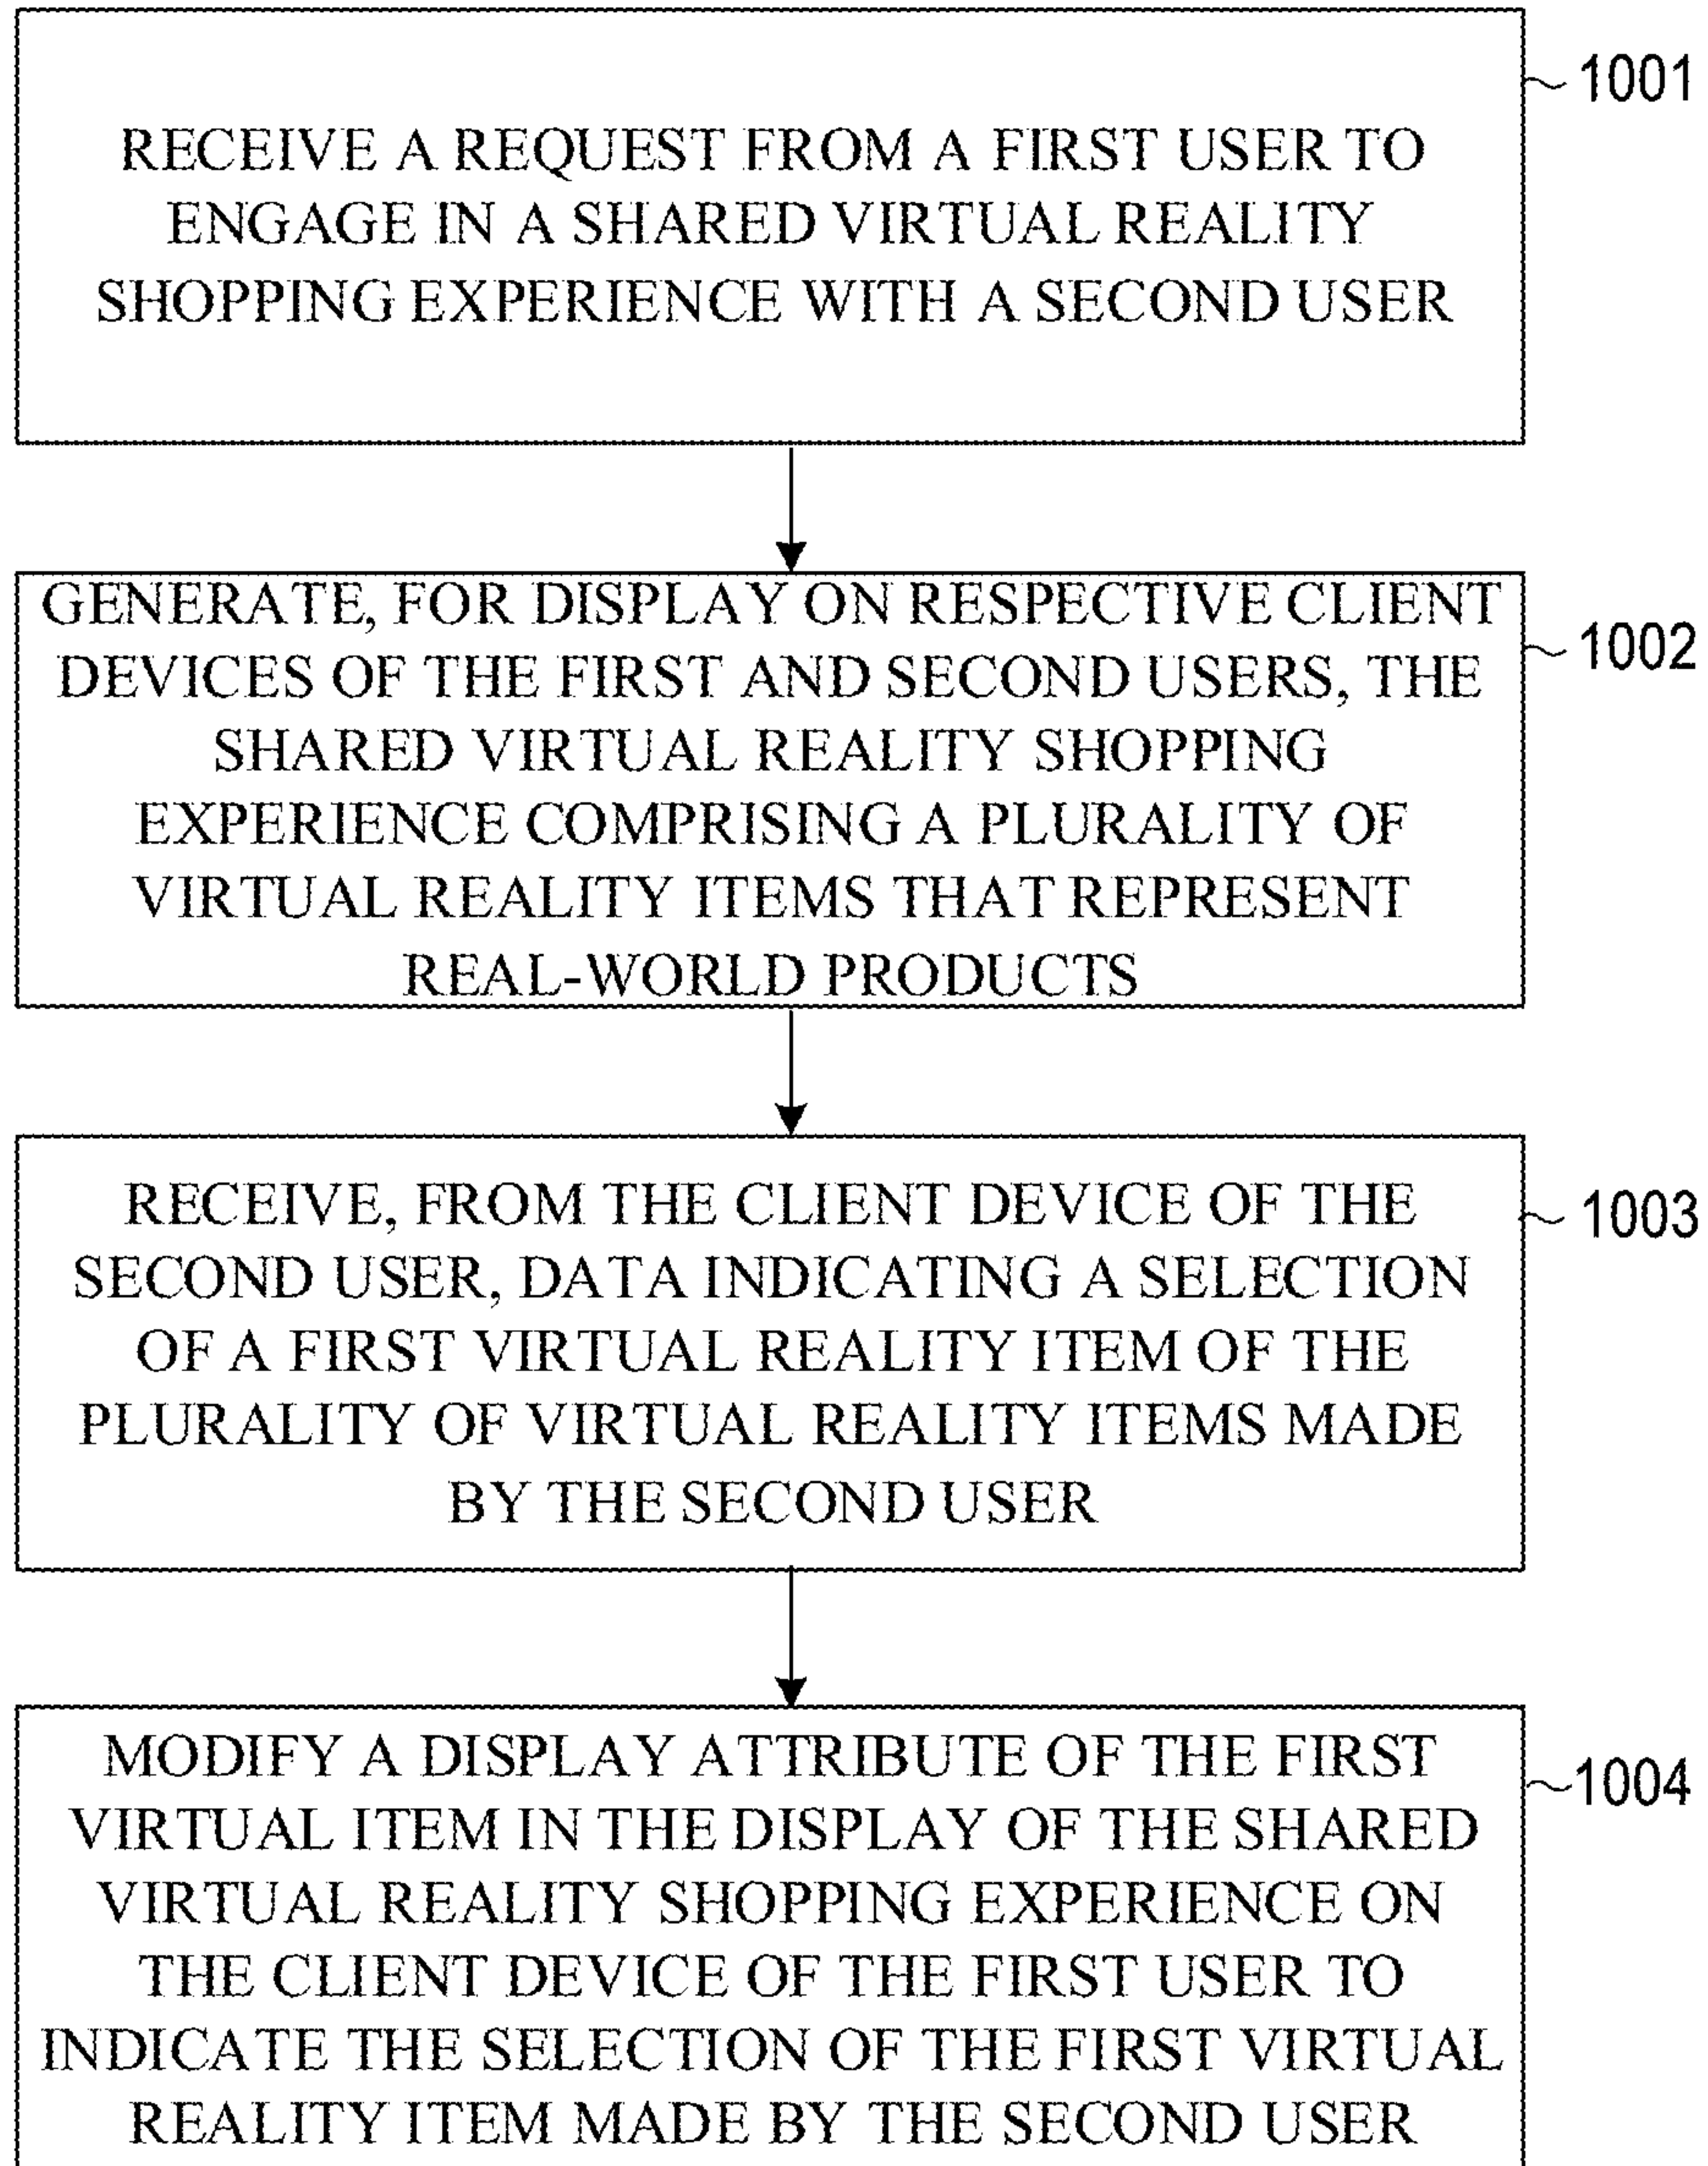 RECEIVE A REQUEST FROM A FIRST USER TO
ENGAGE IN A SHARED VIRTUAL REALITY
SHOPPING EXPERIENCE WITH A SECOND USER
1001
GENERATE, FOR DISPLAY ON RESPECTIVE CLIENT
DEVICES OF THE FIRST AND SECOND USERS, THE
SHARED VIRTUAL REALITY SHOPPING
EXPERIENCE COMPRISING A PLURALITY OF
VIRTUAL REALITY ITEMS THAT REPRESENT
REAL-WORLD PRODUCTS
1002
RECEIVE, FROM THE CLIENT DEVICE OF THE
SECOND USER, DATA INDICATING A SELECTION
OF A FIRST VIRTUAL REALITY ITEM OF THE
PLURALITY OF VIRTUAL REALITY ITEMS MADE
BY THE SECOND USER
1003
MODIFY A DISPLAY ATTRIBUTE OF THE FIRST
VIRTUAL ITEM IN THE DISPLAY OF THE SHARED
VIRTUAL REALITY SHOPPING EXPERIENCE ON
THE CLIENT DEVICE OF THE FIRST USER TO
INDICATE THE SELECTION OF THE FIRST VIRTUAL
REALITY ITEM MADE BY THE SECOND USER
1004